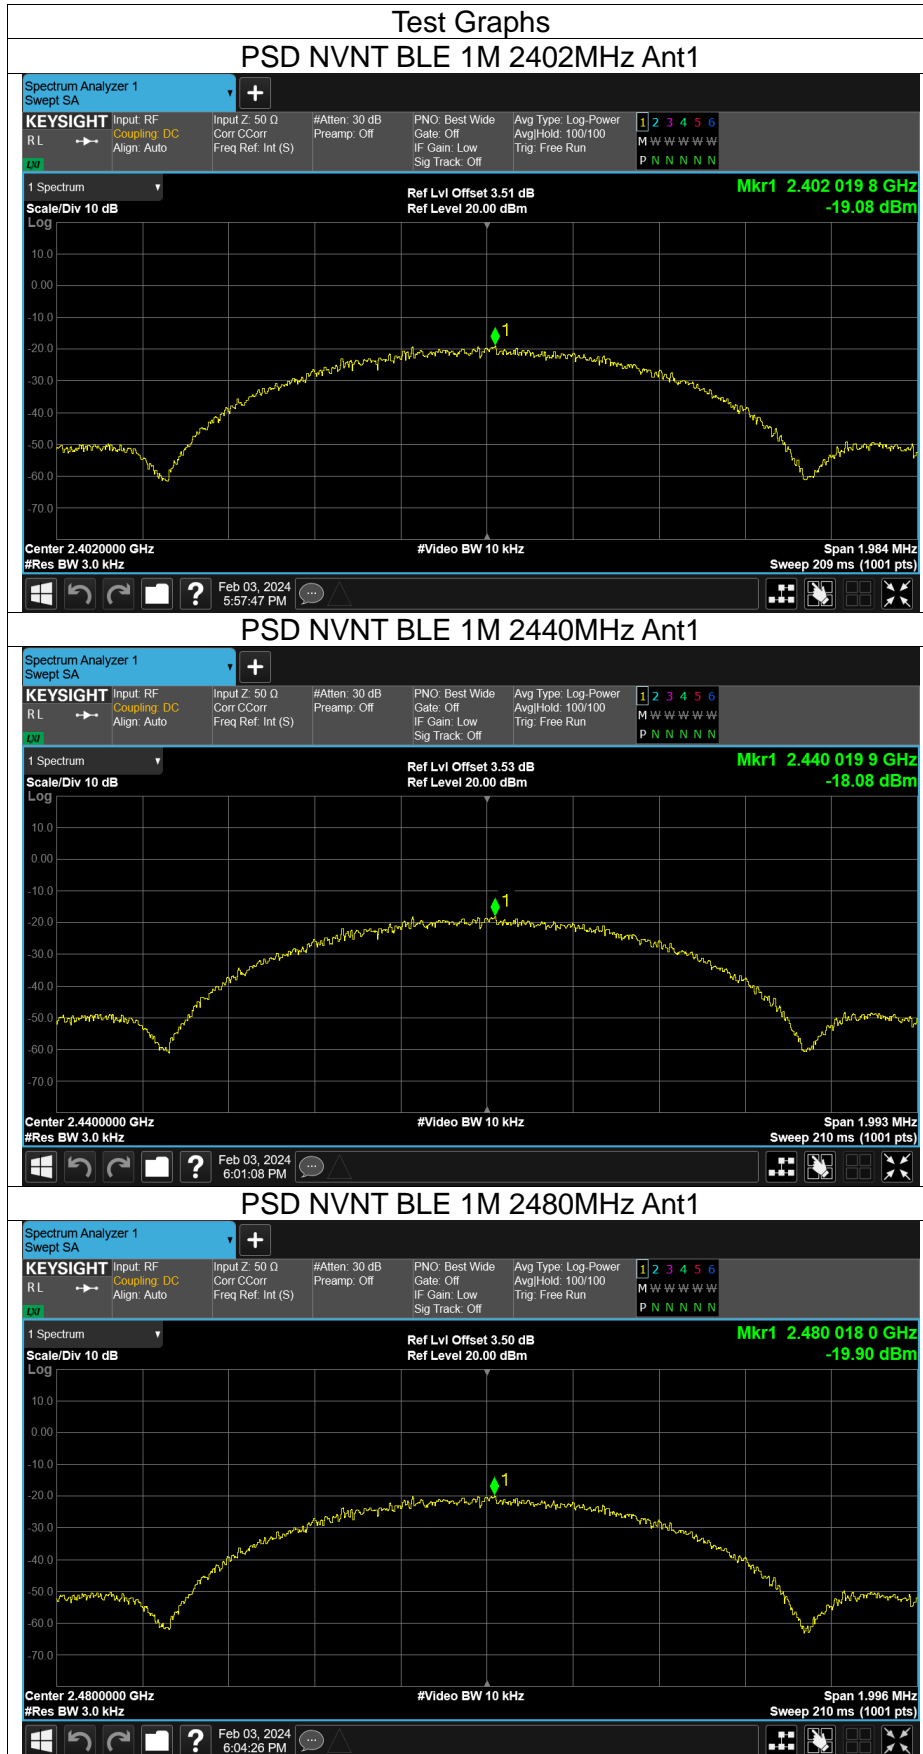 Test Graphs
PSD NVNT BLE 1M 2402MHz Ant1
Spectrum Analyzer 1
Swept SA
+
KEYSIGHT Input: RF Input Z: 50 Ω #Atten: 30 dB PNO: Best Wide Avg Type: Log-Power 1 2 3 4 5 6
R L Coupling: DC Corr CCorr Preamp: Off Gate: Off Avg|Hold: 100/100 M W W W W W
Align: Auto Freq Ref: Int (S) IF Gain: Low Trig: Free Run
LXI Sig Track: Off P N N N N N
1 Spectrum Ref Lvl Offset 3.51 dB Mkr1 2.402 019 8 GHz
Scale/Div 10 dB Ref Level 20.00 dBm -19.08 dBm
Log
10.0
0.00
-10.0
1
-20.0
-30.0
-40.0
-50.0
-60.0
-70.0
Center 2.4020000 GHz #Video BW 10 kHz Span 1.984 MHz
#Res BW 3.0 kHz Sweep 209 ms (1001 pts)
? Feb 03, 2024
5:57:47 PM
PSD NVNT BLE 1M 2440MHz Ant1
Spectrum Analyzer 1
Swept SA
+
KEYSIGHT Input: RF Input Z: 50 Ω #Atten: 30 dB PNO: Best Wide Avg Type: Log-Power 1 2 3 4 5 6
R L Coupling: DC Corr CCorr Preamp: Off Gate: Off Avg|Hold: 100/100 M W W W W W
Align: Auto Freq Ref: Int (S) IF Gain: Low Trig: Free Run
LXI Sig Track: Off P N N N N N
1 Spectrum Ref Lvl Offset 3.53 dB Mkr1 2.440 019 9 GHz
Scale/Div 10 dB Ref Level 20.00 dBm -18.08 dBm
Log
10.0
0.00
-10.0
1
-20.0
-30.0
-40.0
-50.0
-60.0
-70.0
Center 2.4400000 GHz #Video BW 10 kHz Span 1.993 MHz
#Res BW 3.0 kHz Sweep 210 ms (1001 pts)
? Feb 03, 2024
6:01:08 PM
PSD NVNT BLE 1M 2480MHz Ant1
Spectrum Analyzer 1
Swept SA
+
KEYSIGHT Input: RF Input Z: 50 Ω #Atten: 30 dB PNO: Best Wide Avg Type: Log-Power 1 2 3 4 5 6
R L Coupling: DC Corr CCorr Preamp: Off Gate: Off Avg|Hold: 100/100 M W W W W W
Align: Auto Freq Ref: Int (S) IF Gain: Low Trig: Free Run
LXI Sig Track: Off P N N N N N
1 Spectrum Ref Lvl Offset 3.50 dB Mkr1 2.480 018 0 GHz
Scale/Div 10 dB Ref Level 20.00 dBm -19.90 dBm
Log
10.0
0.00
-10.0
1
-20.0
-30.0
-40.0
-50.0
-60.0
-70.0
Center 2.4800000 GHz #Video BW 10 kHz Span 1.996 MHz
#Res BW 3.0 kHz Sweep 210 ms (1001 pts)
? Feb 03, 2024
6:04:26 PM